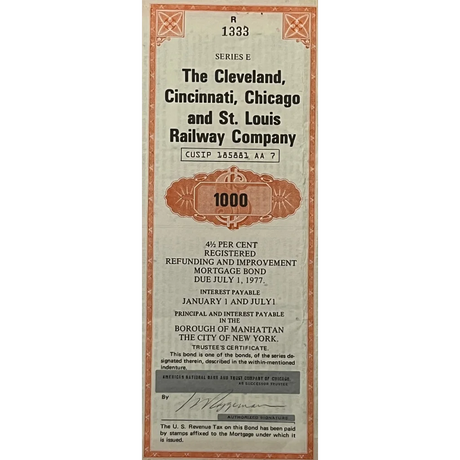 R
1333
SERIES E
The Cleveland,
Cincinnati, Chicago
and St. Louis
Railway Company
CUSIP 185881 AA 7
1000
4½ PER CENT
REGISTERED
REFUNDING AND IMPROVEMENT
MORTGAGE BOND
DUE JULY 1, 1977.
INTEREST PAYABLE
JANUARY 1 AND JULY 1
PRINCIPAL AND INTEREST PAYABLE
IN THE
BOROUGH OF MANHATTAN
THE CITY OF NEW YORK.
TRUSTEE'S CERTIFICATE.
This bond is one of the bonds, of the series de-
signated therein, described in the within-mentioned
indenture.
AMERICAN NATIONAL BANK AND TRUST COMPANY OF CHICAGO,
AS SUCCESSOR TRUSTEE
By
AUTHORIZED SIGNATURE
The U. S. Revenue Tax on this Bond has been paid
by stamps affixed to the Mortgage under which it
is issued.